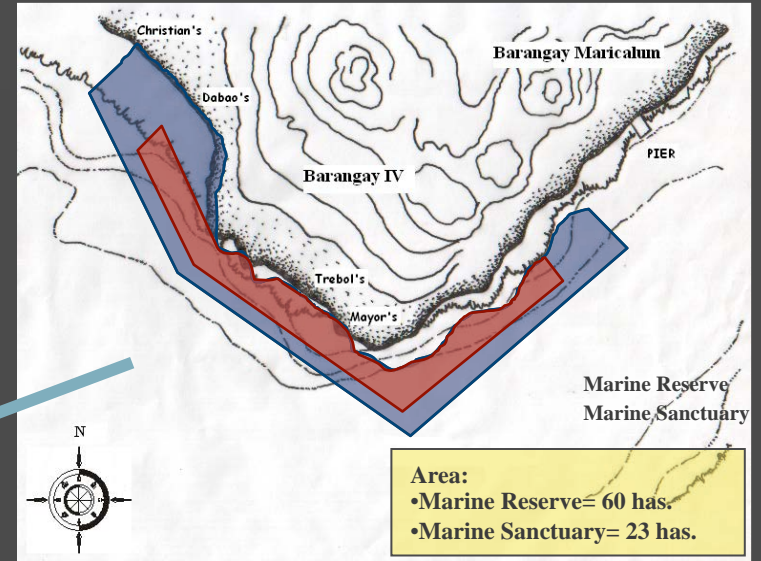 Christian's
Barangay Maricalum
Dabao's
PIER
Barangay IV
Trebol's
Mayor's
Marine Reserve
Marine Sanctuary
N
Area:
•Marine Reserve= 60 has.
•Marine Sanctuary= 23 has.